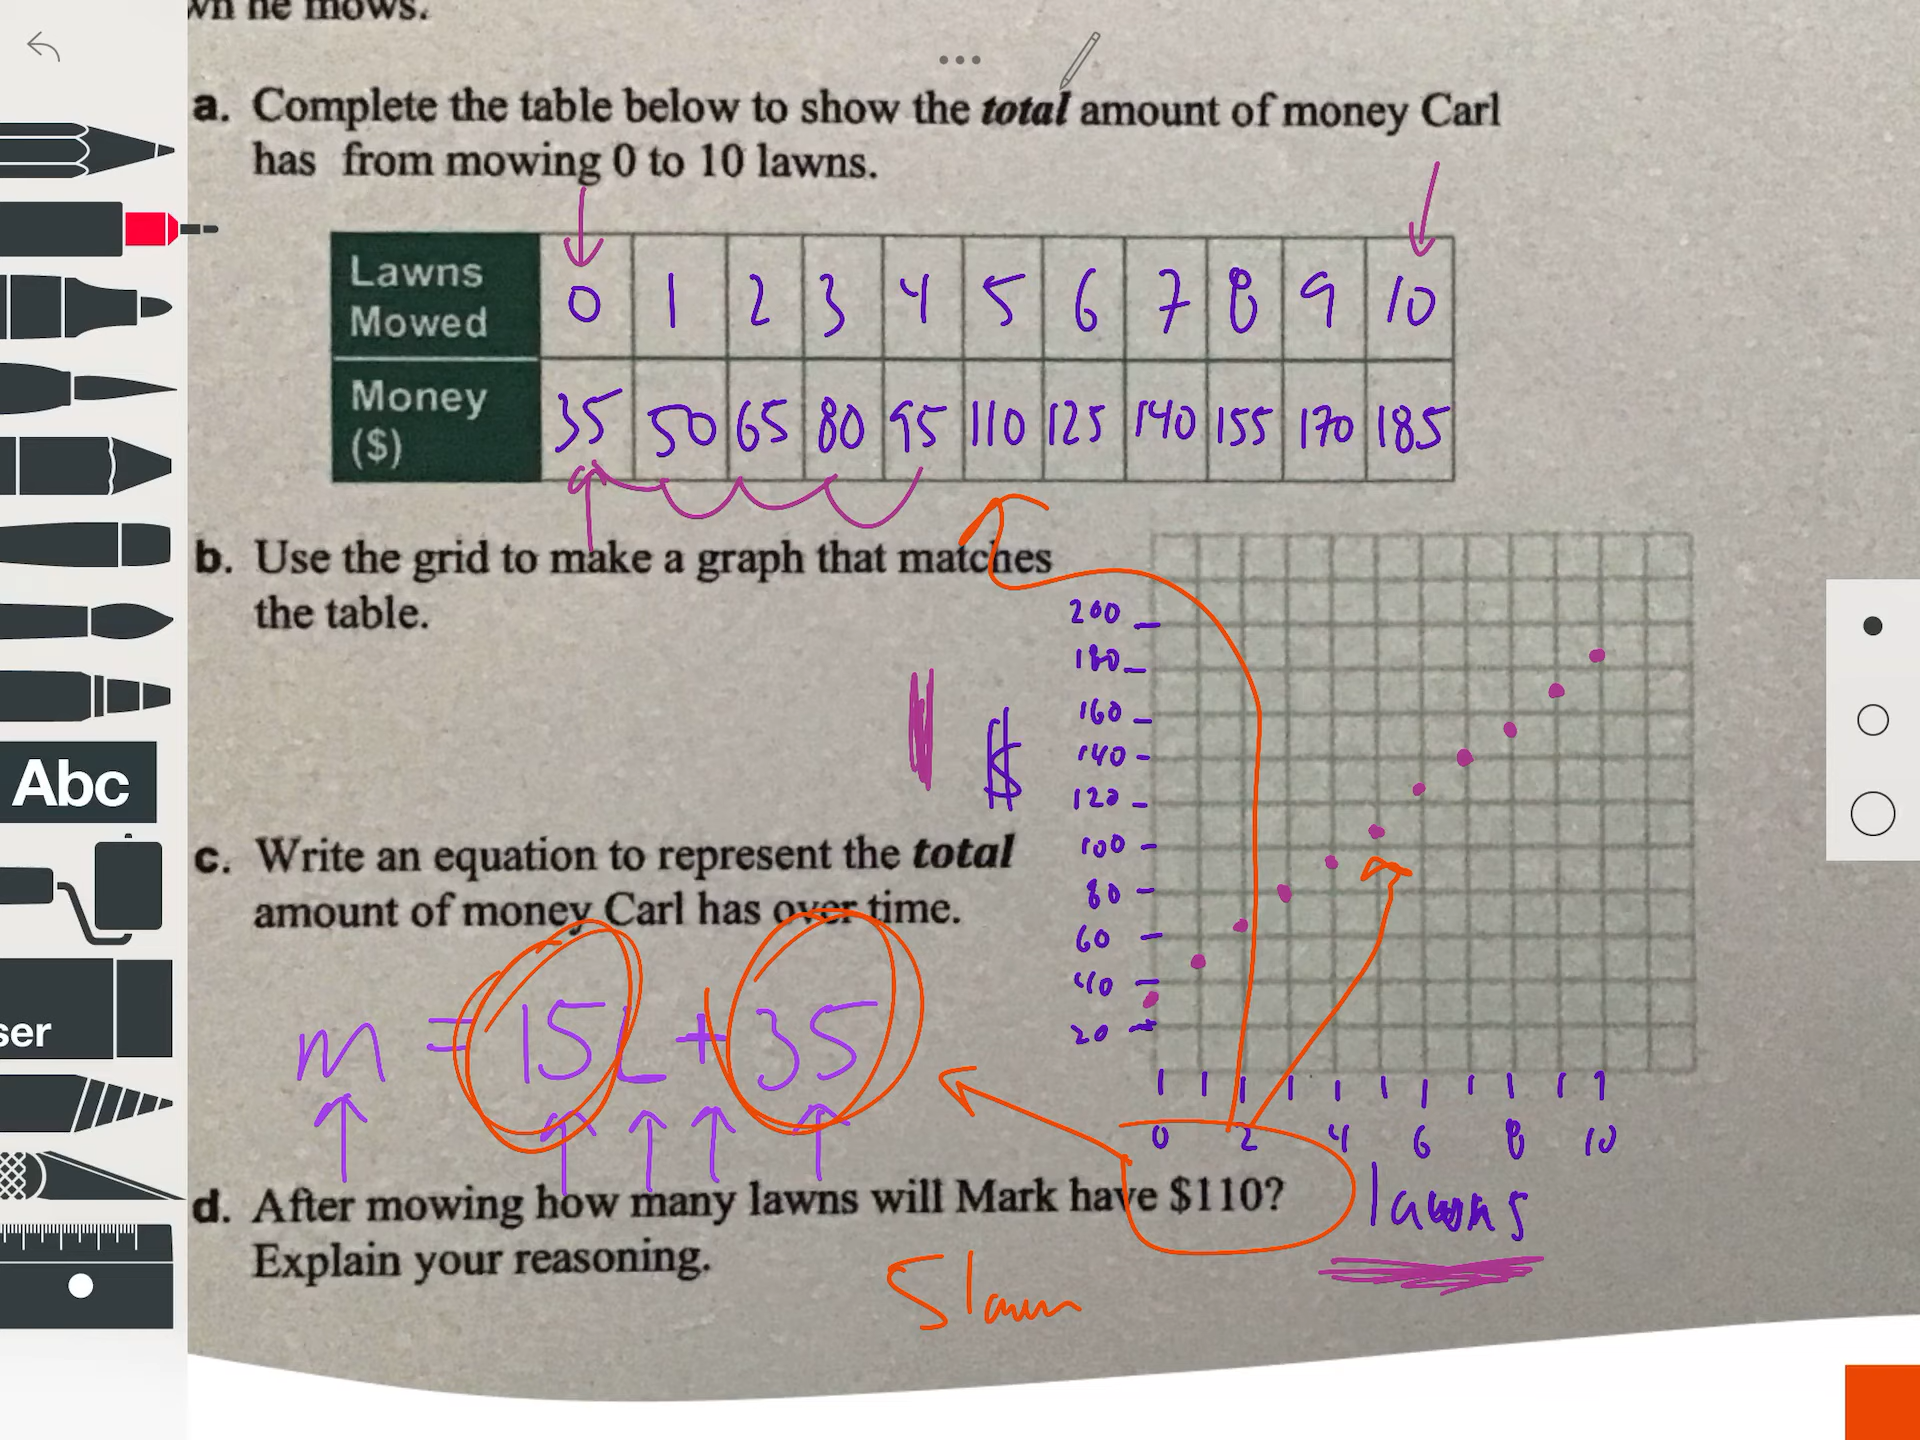 wn he mows.
a. Complete the table below to show the total amount of money Carl
has from mowing 0 to 10 lawns.
Lawns Mowed 0 1 2 3 4 5 6 7 8 9 10
Money ($) 35 50 65 80 95 110 125 140 155 170 185
b. Use the grid to make a graph that matches
the table.
200
180
160
$ 140
120
100
80
60
40
20
0 2 4 6 8 10
lawns
Abc
c. Write an equation to represent the total
amount of money Carl has over time.
ser
m = 15L + 35
d. After mowing how many lawns will Mark have $110?
Explain your reasoning.
5 lawn